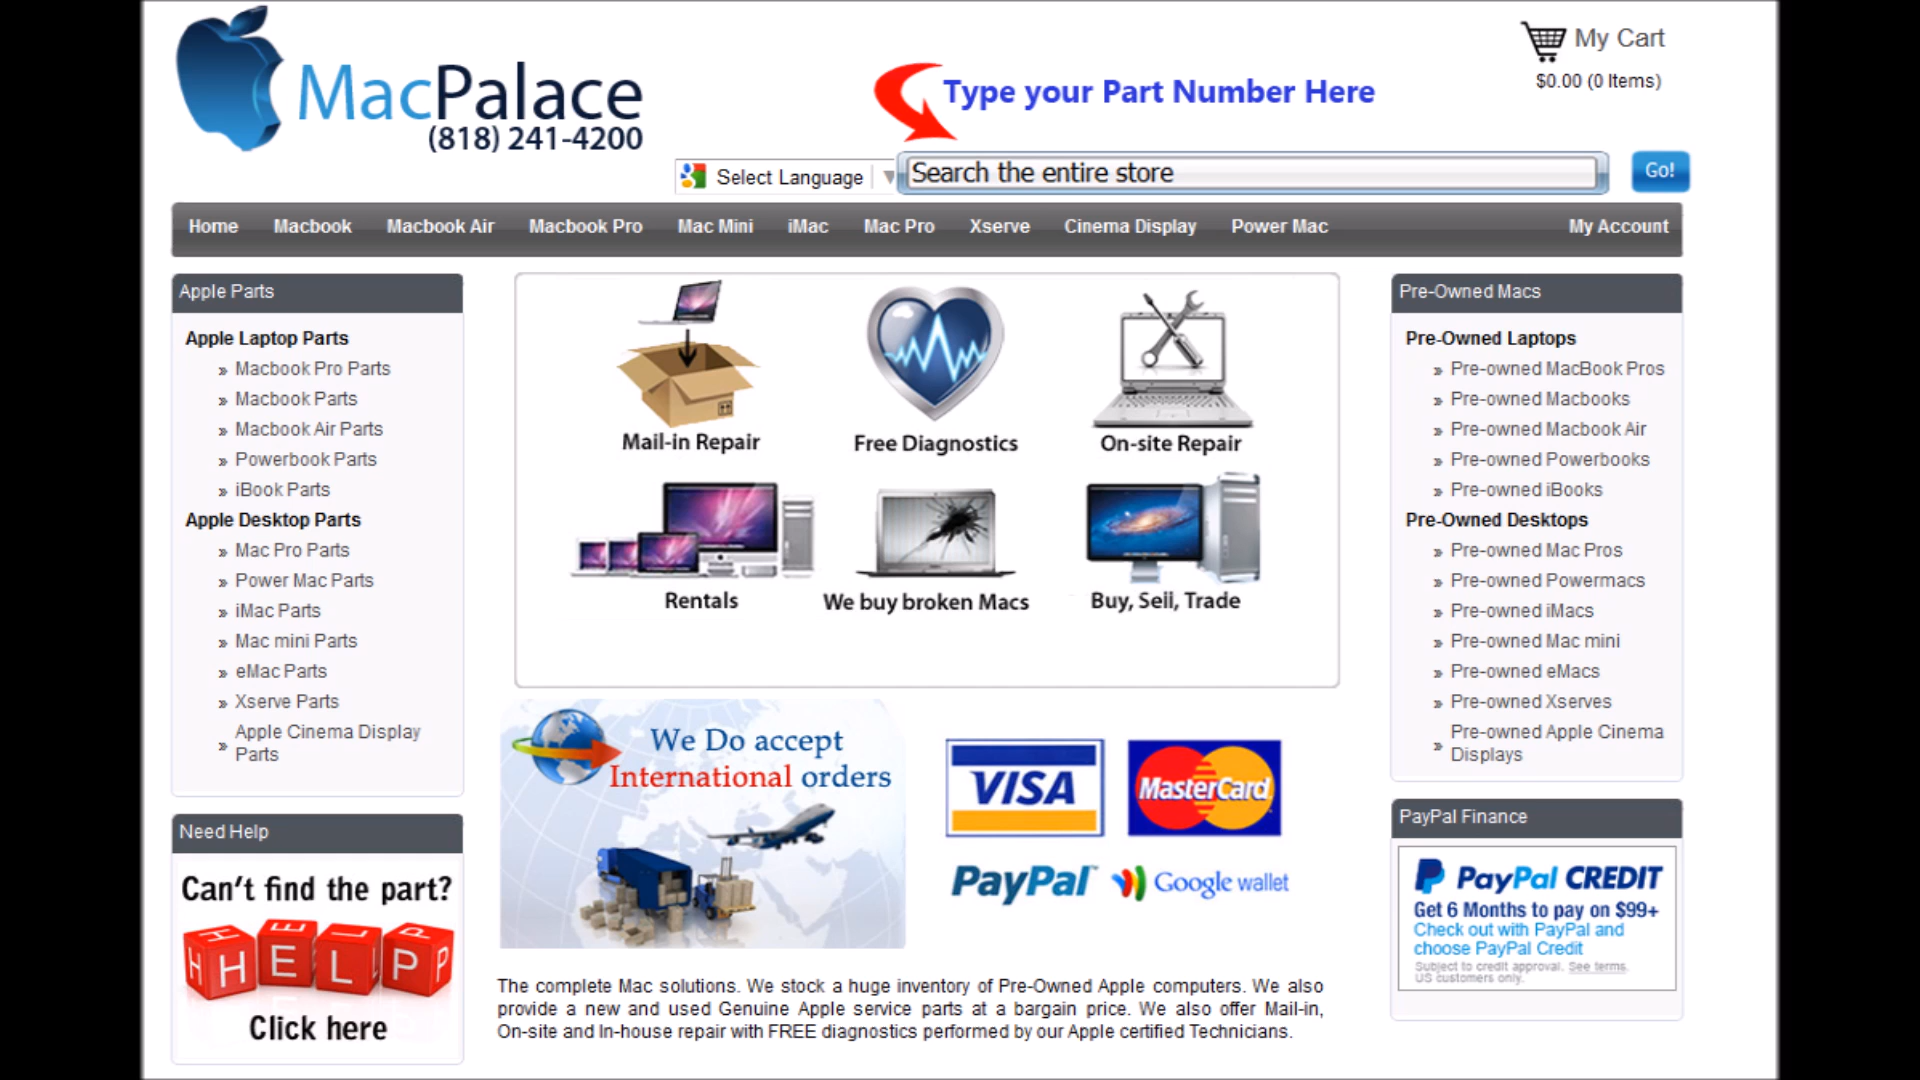 MacPalace
(818) 241-4200
Type your Part Number Here
My Cart
$0.00 (0 Items)
Select Language
Search the entire store
Go!
Home Macbook Macbook Air Macbook Pro Mac Mini iMac Mac Pro Xserve Cinema Display Power Mac My Account
Apple Parts
Apple Laptop Parts
» Macbook Pro Parts
» Macbook Parts
» Macbook Air Parts
» Powerbook Parts
» iBook Parts
Apple Desktop Parts
» Mac Pro Parts
» Power Mac Parts
» iMac Parts
» Mac mini Parts
» eMac Parts
» Xserve Parts
» Apple Cinema Display
Parts
Need Help
Can't find the part?
HELP
Click here
Mail-in Repair
Free Diagnostics
On-site Repair
Rentals
We buy broken Macs
Buy, Sell, Trade
We Do accept
International orders
VISA
MasterCard
PayPal
Google wallet
The complete Mac solutions. We stock a huge inventory of Pre-Owned Apple computers. We also
provide a new and used Genuine Apple service parts at a bargain price. We also offer Mail-in,
On-site and In-house repair with FREE diagnostics performed by our Apple certified Technicians.
Pre-Owned Macs
Pre-Owned Laptops
» Pre-owned MacBook Pros
» Pre-owned Macbooks
» Pre-owned Macbook Air
» Pre-owned Powerbooks
» Pre-owned iBooks
Pre-Owned Desktops
» Pre-owned Mac Pros
» Pre-owned Powermacs
» Pre-owned iMacs
» Pre-owned Mac mini
» Pre-owned eMacs
» Pre-owned Xserves
» Pre-owned Apple Cinema
Displays
PayPal Finance
PayPal CREDIT
Get 6 Months to pay on $99+
Check out with PayPal and
choose PayPal Credit
Subject to credit approval. See terms.
US customers only.